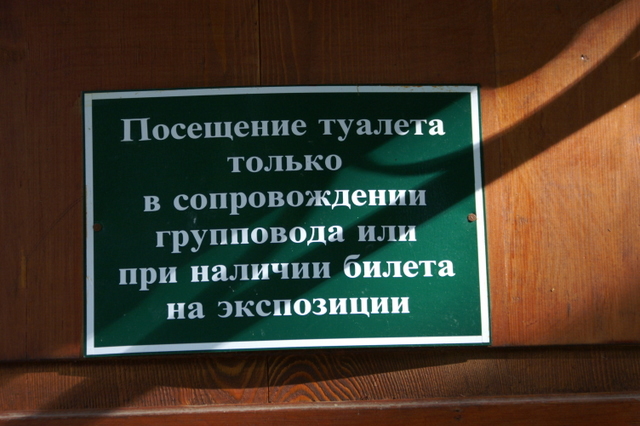 Посещение туалета
только
в сопровождении
групповода или
при наличии билета
на экспозиции